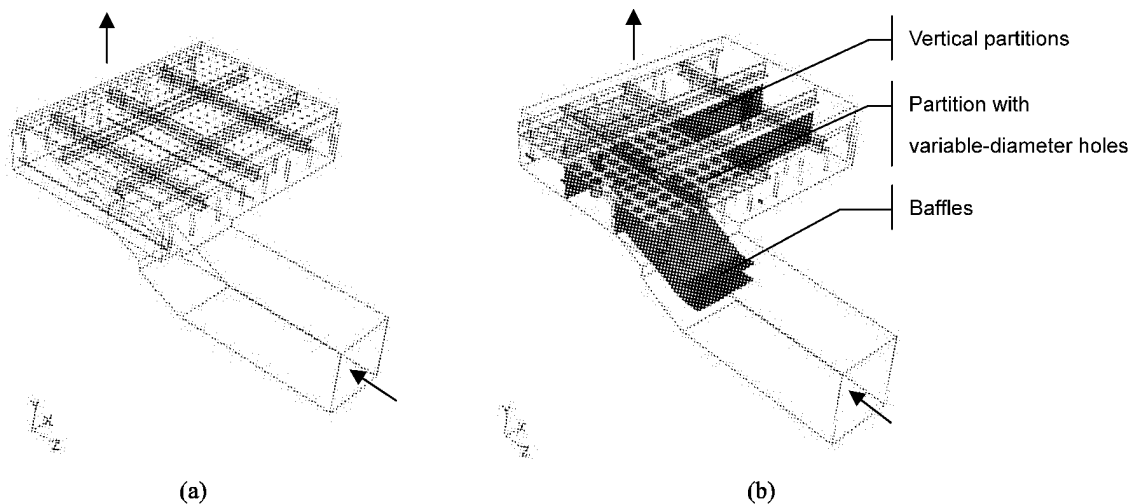 Vertical partitions
Partition with
variable-diameter holes
Baffles
Y
x
Z
Y
x
Z
(a)
(b)